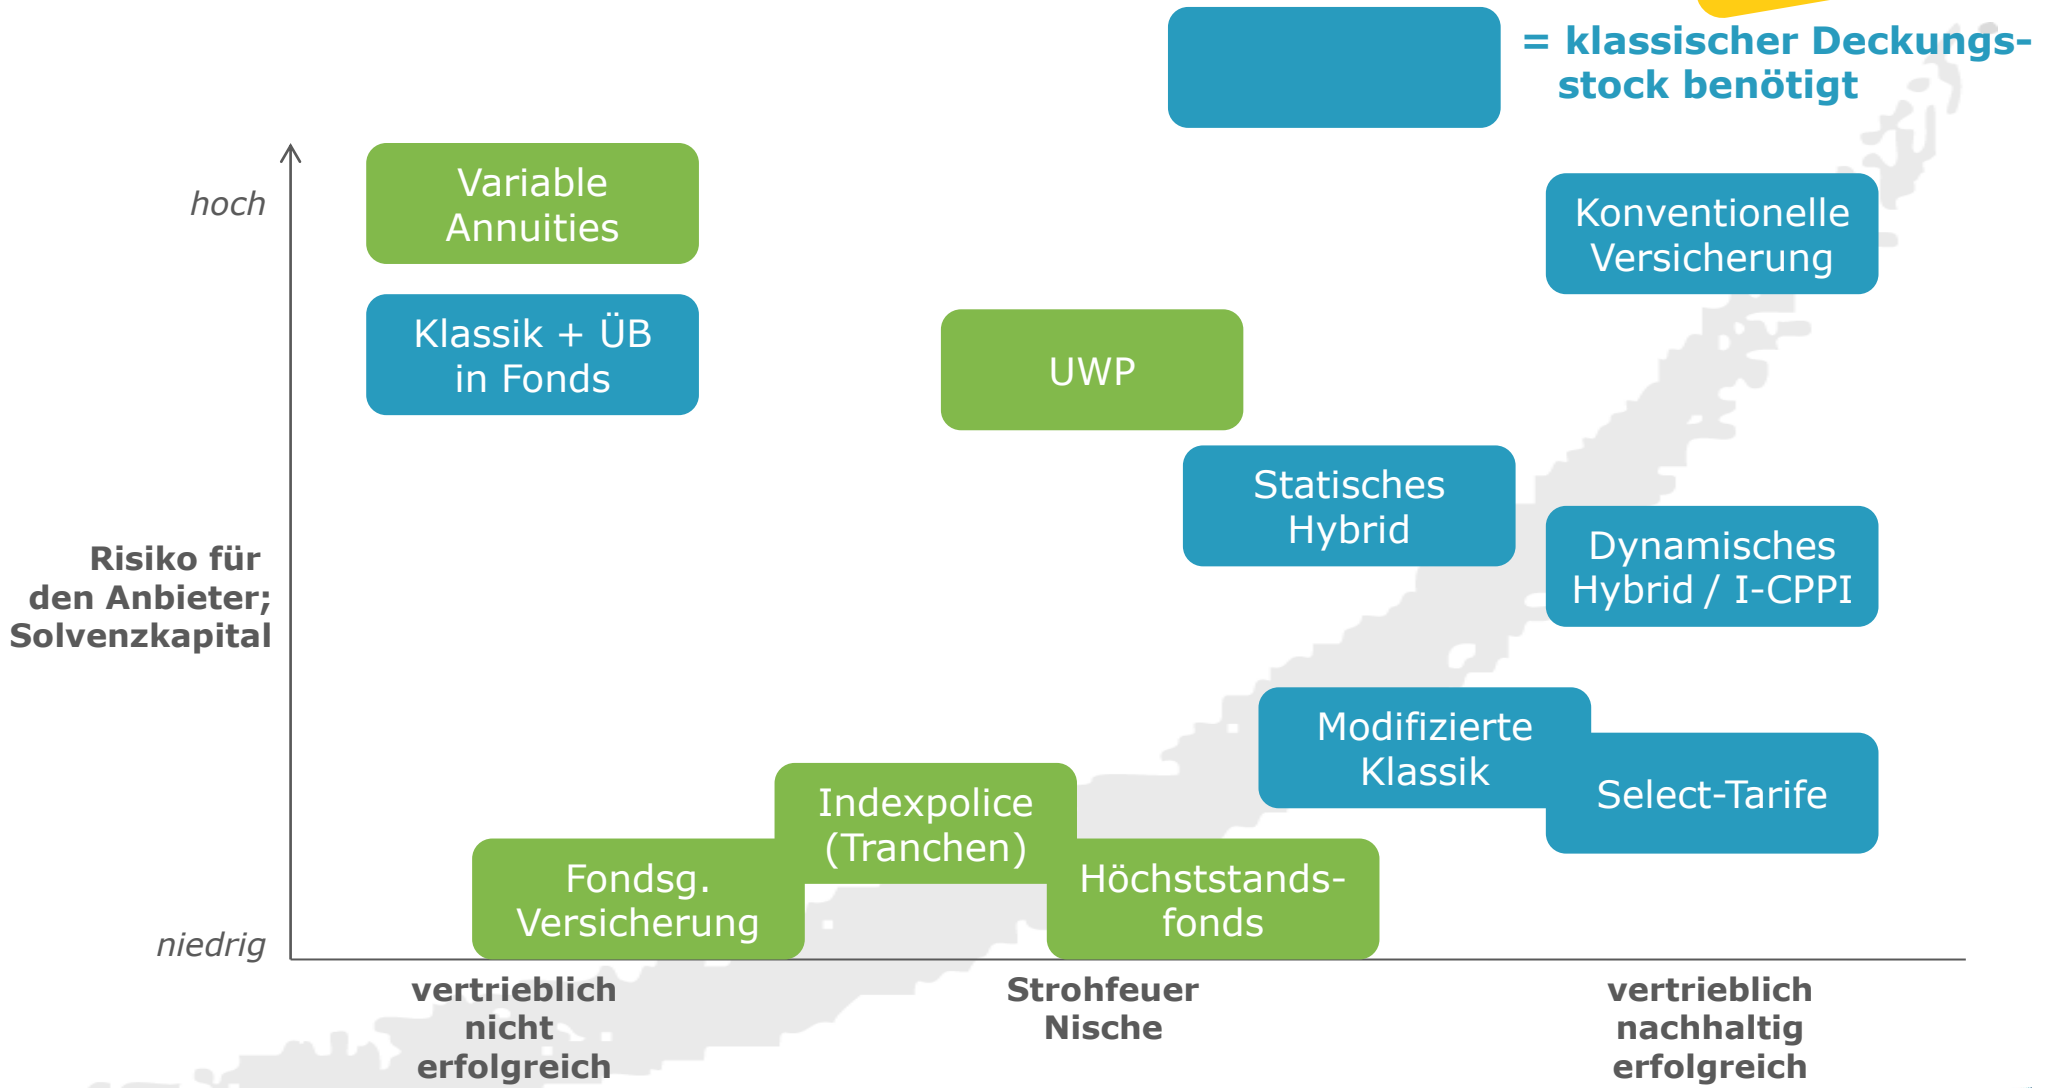 = klassischer Deckungs-
stock benötigt
hoch
Variable
Annuities
Konventionelle
Versicherung
Klassik + ÜB
in Fonds
UWP
Statisches
Hybrid
Risiko für
den Anbieter;
Solvenzkapital
Dynamisches
Hybrid / I-CPPI
Modifizierte
Klassik
Select-Tarife
Indexpolice
(Tranchen)
Fondsg.
Versicherung
Höchststands-
fonds
niedrig
vertrieblich
nicht
erfolgreich
Strohfeuer
Nische
vertrieblich
nachhaltig
erfolgreich